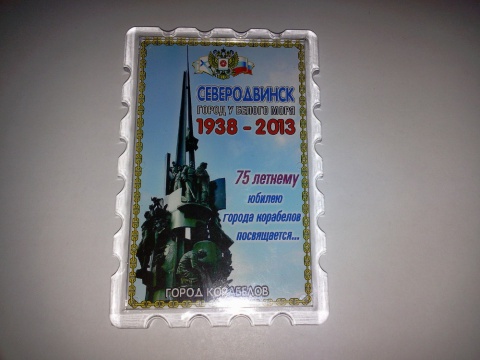 СЕВЕРОДВИНСК
ГОРОД У БЕЛОГО МОРЯ
1938 - 2013
75 летнему
юбилею
города корабелов
посвящается...
ГОРОД КОРАБЕЛОВ